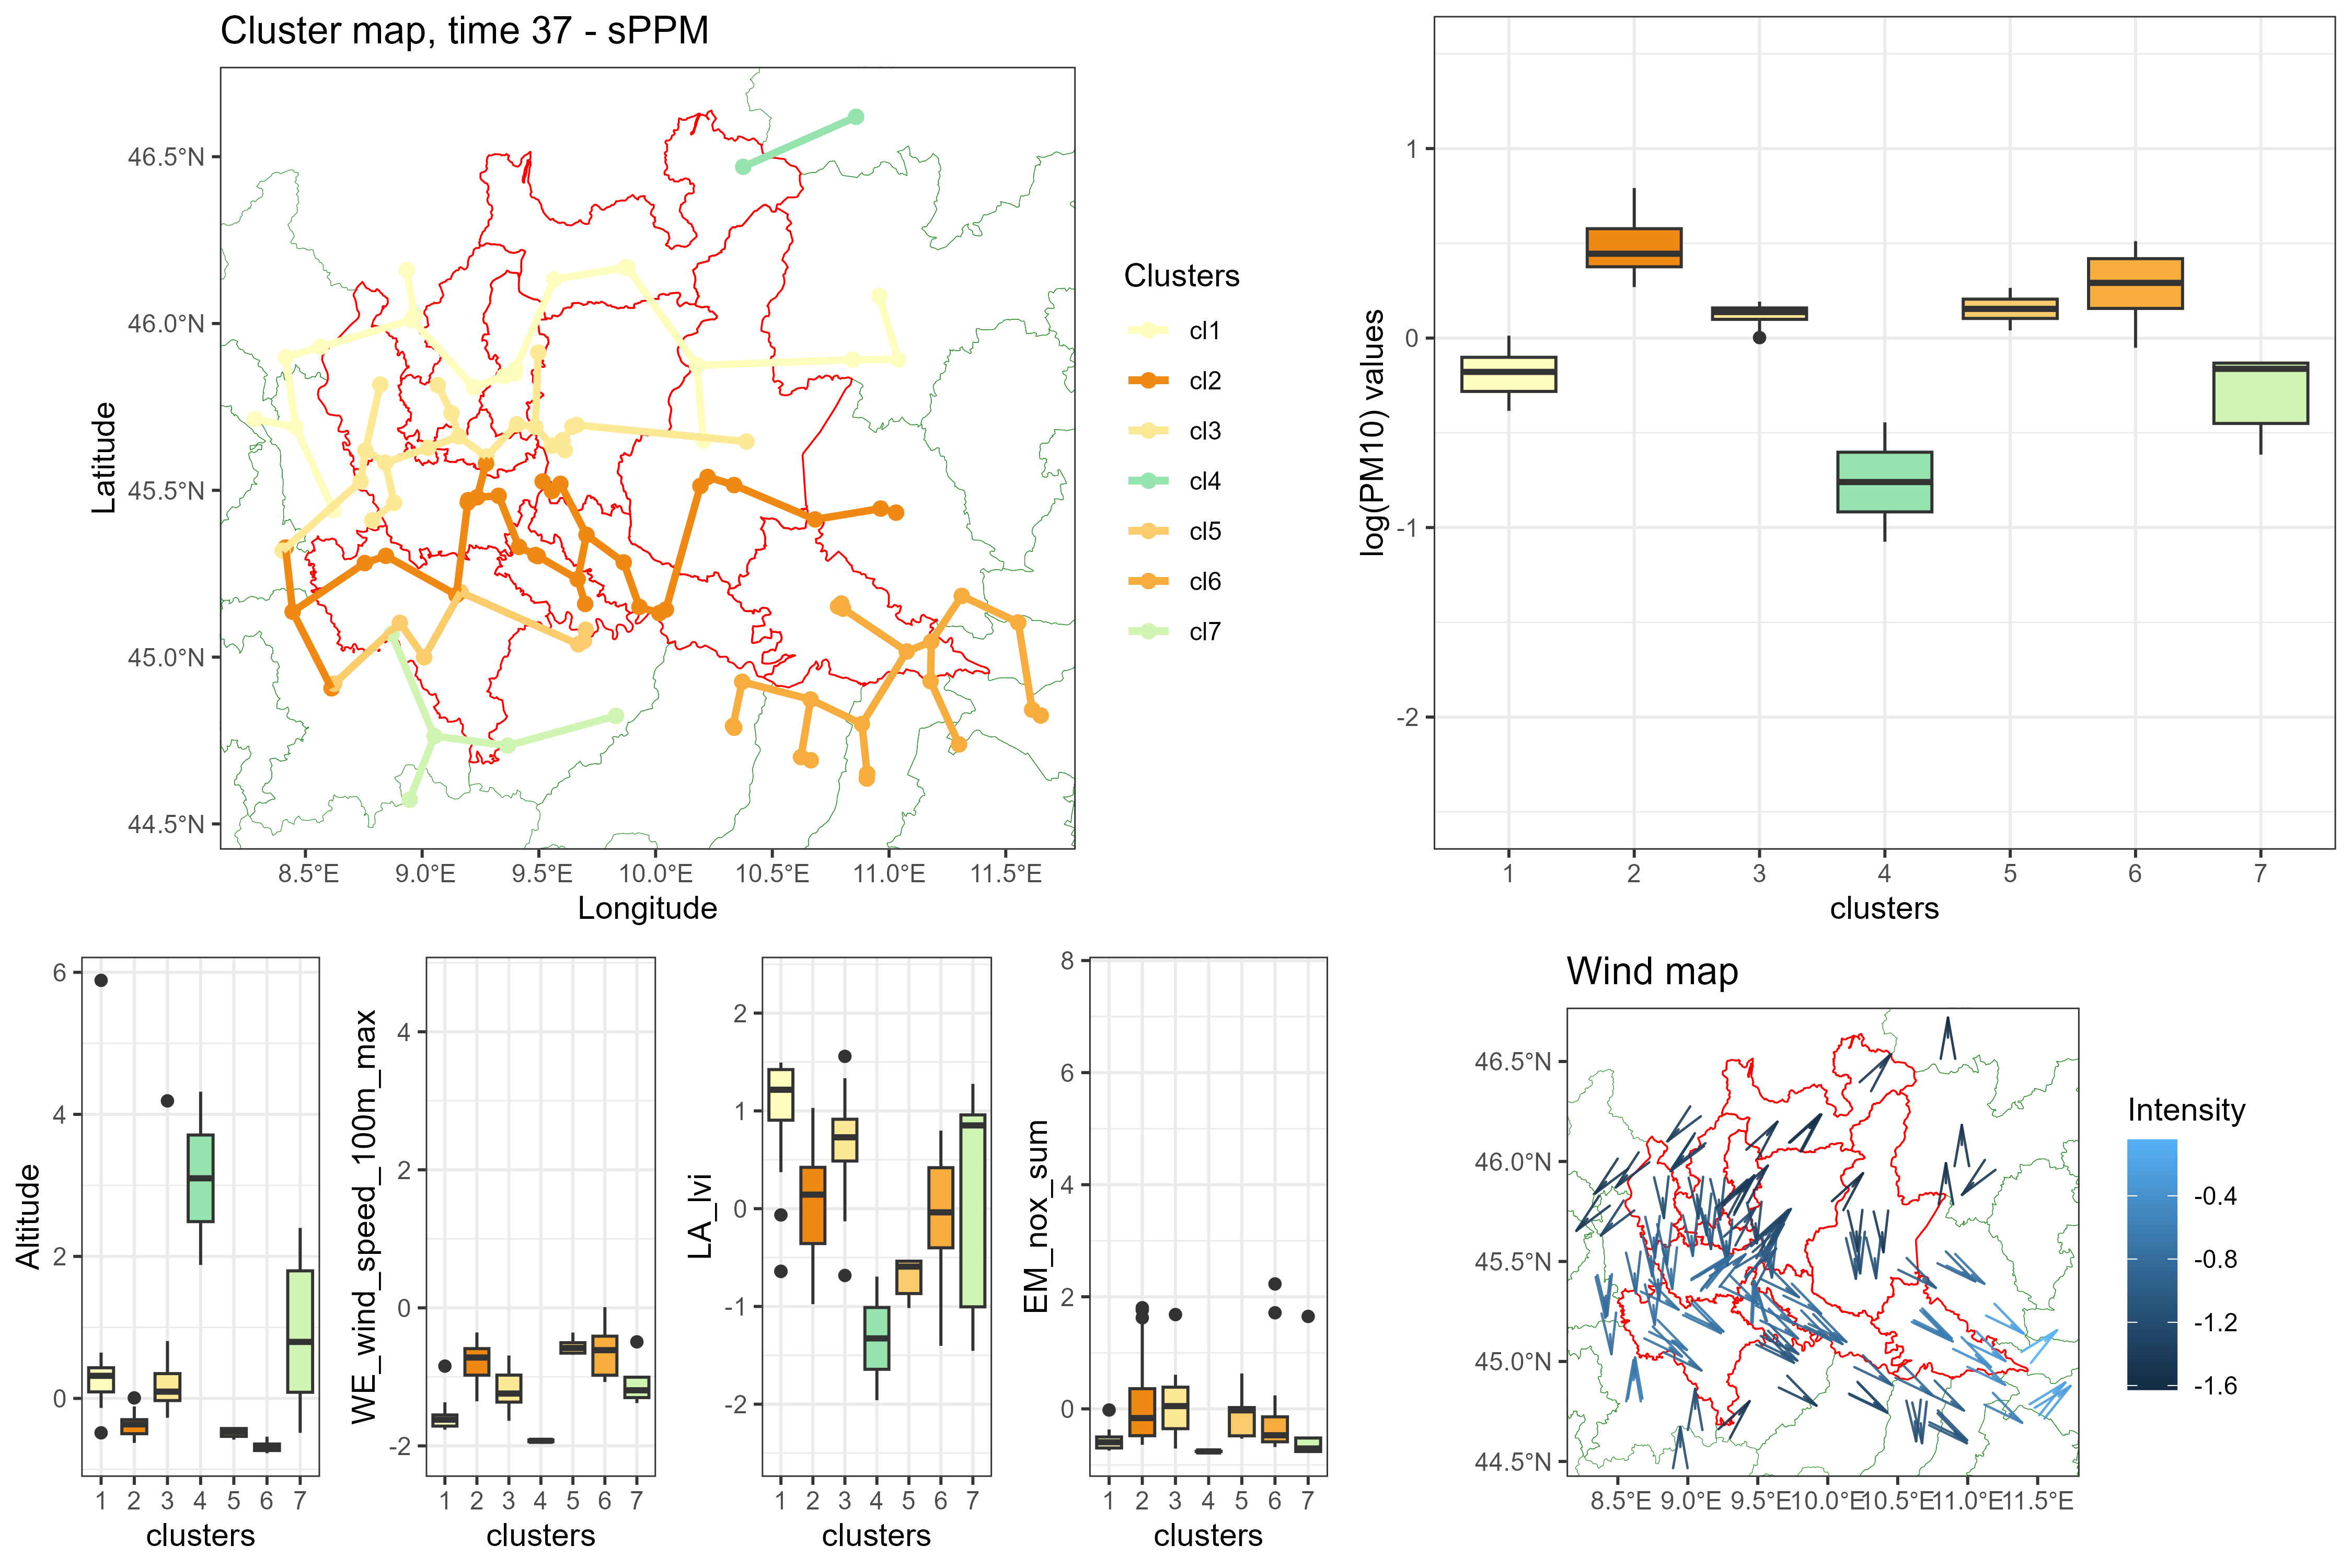 Cluster map, time 37 - sPPM
Latitude
46.5°N
46.0°N
45.5°N
45.0°N
44.5°N
8.5°E 9.0°E 9.5°E 10.0°E 10.5°E 11.0°E 11.5°E
Longitude
Clusters
cl1
cl2
cl3
cl4
cl5
cl6
cl7
log(PM10) values
1
0
-1
-2
1 2 3 4 5 6 7
clusters
Altitude
6
4
2
0
1 2 3 4 5 6 7
clusters
WE_wind_speed_100m_max
4
2
0
-2
1 2 3 4 5 6 7
clusters
LA_lvi
2
1
0
-1
-2
1 2 3 4 5 6 7
clusters
EM_nox_sum
8
6
4
2
0
1 2 3 4 5 6 7
clusters
Wind map
46.5°N
46.0°N
45.5°N
45.0°N
44.5°N
8.5°E 9.0°E 9.5°E 10.0°E 10.5°E 11.0°E 11.5°E
Intensity
-0.4
-0.8
-1.2
-1.6